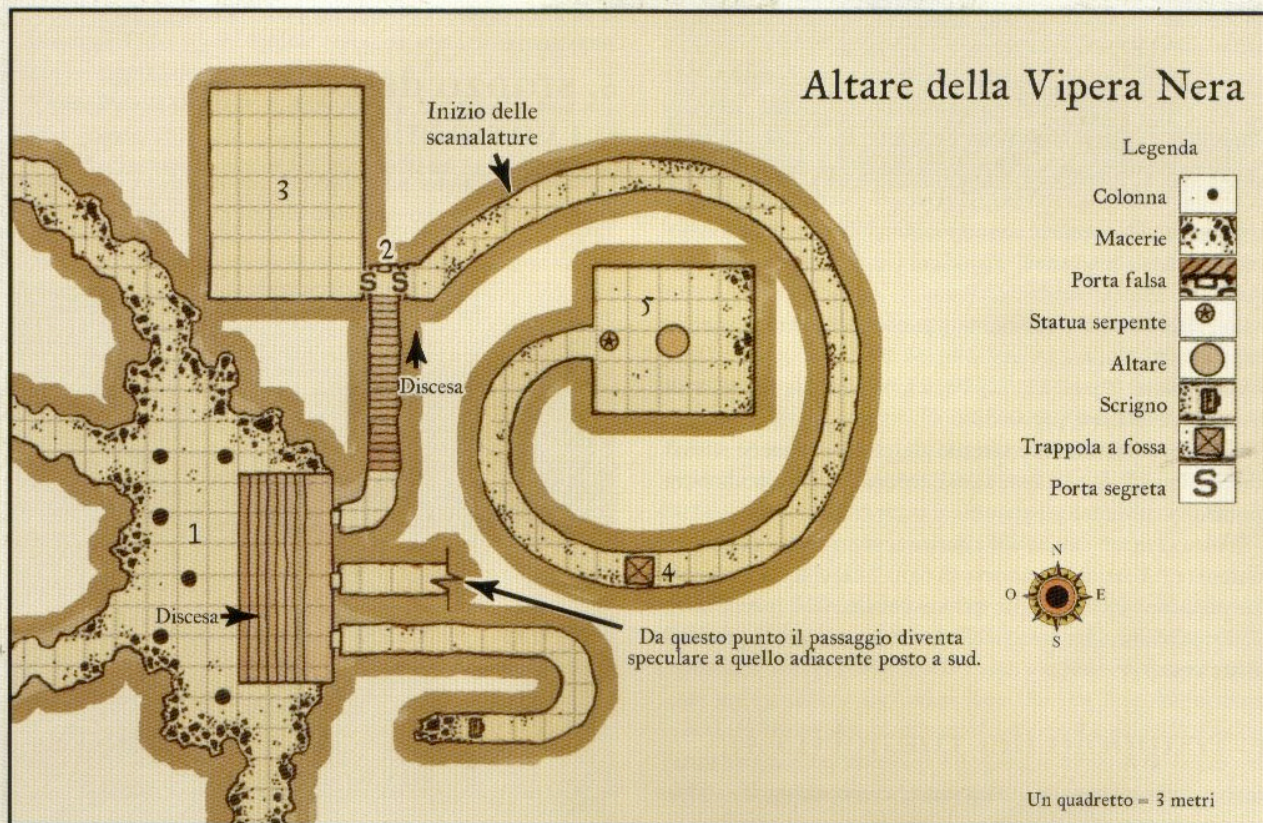 Altare della Vipera Nera
Inizio delle
scanalature
Legenda
Colonna
Macerie
Porta falsa
Statua serpente
Altare
Scrigno
Trappola a fossa
Porta segreta
S
3
2
S
S
5
Discesa
1
4
Discesa
Da questo punto il passaggio diventa
speculare a quello adiacente posto a sud.
N
O
E
S
Un quadretto = 3 metri